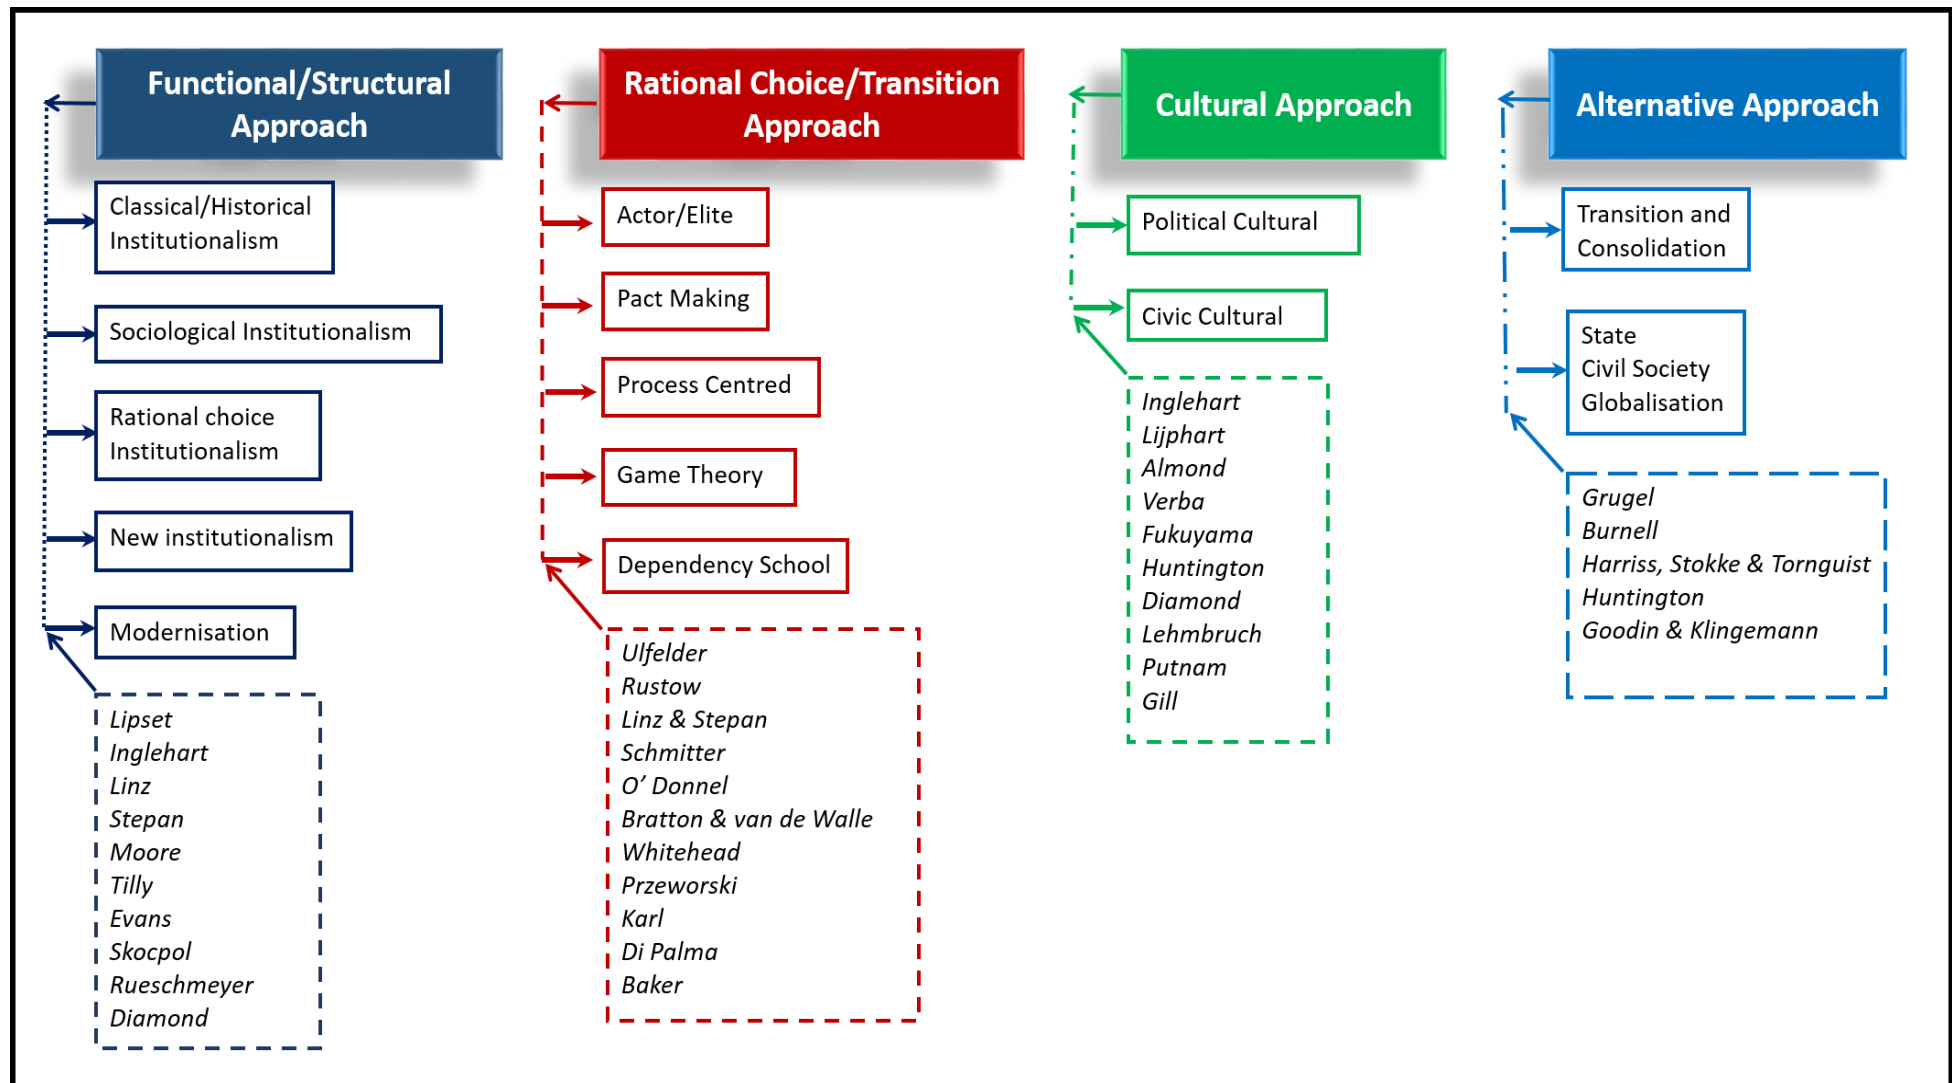 Functional/Structural
Approach
Classical/Historical
Institutionalism
Sociological Institutionalism
Rational choice
Institutionalism
New institutionalism
Modernisation
Lipset
Inglehart
Linz
Stepan
Moore
Tilly
Evans
Skocpol
Rueschmeyer
Diamond
Rational Choice/Transition
Approach
Actor/Elite
Pact Making
Process Centred
Game Theory
Dependency School
Ulfelder
Rustow
Linz & Stepan
Schmitter
O' Donnel
Bratton & van de Walle
Whitehead
Przeworski
Karl
Di Palma
Baker
Cultural Approach
Political Cultural
Civic Cultural
Inglehart
Lijphart
Almond
Verba
Fukuyama
Huntington
Diamond
Lehmbruch
Putnam
Gill
Alternative Approach
Transition and
Consolidation
State
Civil Society
Globalisation
Grugel
Burnell
Harriss, Stokke & Tornguist
Huntington
Goodin & Klingemann